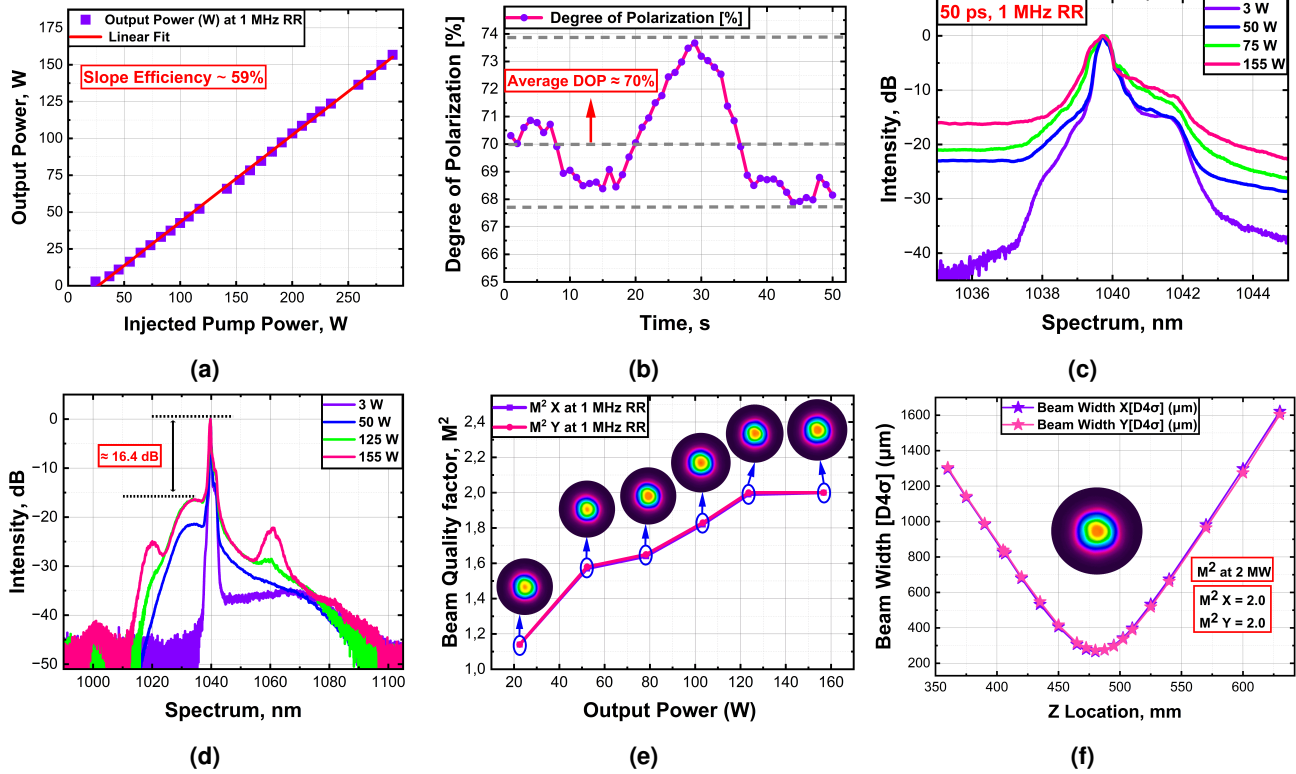 Output Power (W) at 1 MHz RR
Linear Fit
Slope Efficiency ~ 59%
Output Power, W
175
150
125
100
75
50
25
0
0 50 100 150 200 250
Injected Pump Power, W
(a)
Degree of Polarization [%]
Average DOP ≈ 70%
Degree of Polarization [%]
74
73
72
71
70
69
68
67
66
65
0 10 20 30 40 50
Time, s
(b)
50 ps, 1 MHz RR
3 W
50 W
75 W
155 W
Intensity, dB
0
−10
−20
−30
−40
1036 1038 1040 1042 1044
Spectrum, nm
(c)
3 W
50 W
125 W
155 W
≈ 16.4 dB
Intensity, dB
0
−10
−20
−30
−40
−50
1000 1020 1040 1060 1080 1100
Spectrum, nm
(d)
M² X at 1 MHz RR
M² Y at 1 MHz RR
Beam Quality factor, M²
2,4
2,2
2,0
1,8
1,6
1,4
1,2
1,0
20 40 60 80 100 120 140 160
Output Power (W)
(e)
Beam Width X[D4σ] (μm)
Beam Width Y[D4σ] (μm)
M² at 2 MW
M² X = 2.0
M² Y = 2.0
Beam Width [D4σ] (μm)
1600
1400
1200
1000
800
600
400
200
350 400 450 500 550 600
Z Location, mm
(f)